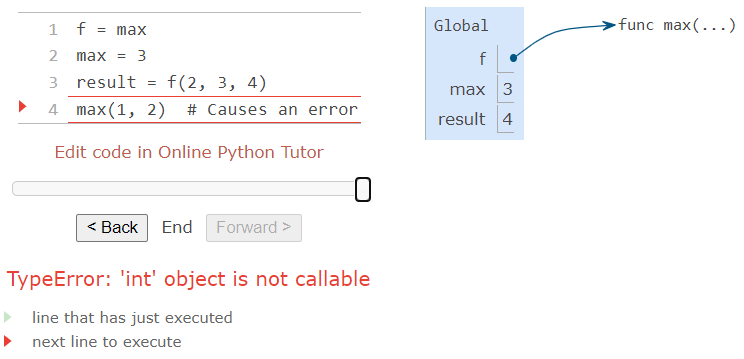 1 f = max
2 max = 3
3 result = f(2, 3, 4)
4 max(1, 2)  # Causes an error
Edit code in Online Python Tutor
< Back End Forward >
TypeError: 'int' object is not callable
line that has just executed
next line to execute
Global
f
max 3
result 4
func max(...)